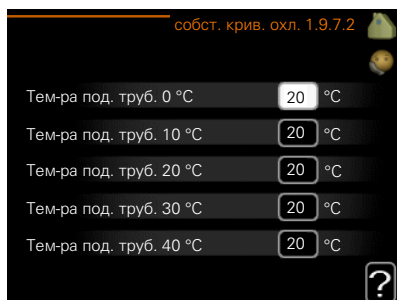 собст. крив. охл. 1.9.7.2
Тем-ра под. труб. 0 °C 20 °C
Тем-ра под. труб. 10 °C 20 °C
Тем-ра под. труб. 20 °C 20 °C
Тем-ра под. труб. 30 °C 20 °C
Тем-ра под. труб. 40 °C 20 °C
?